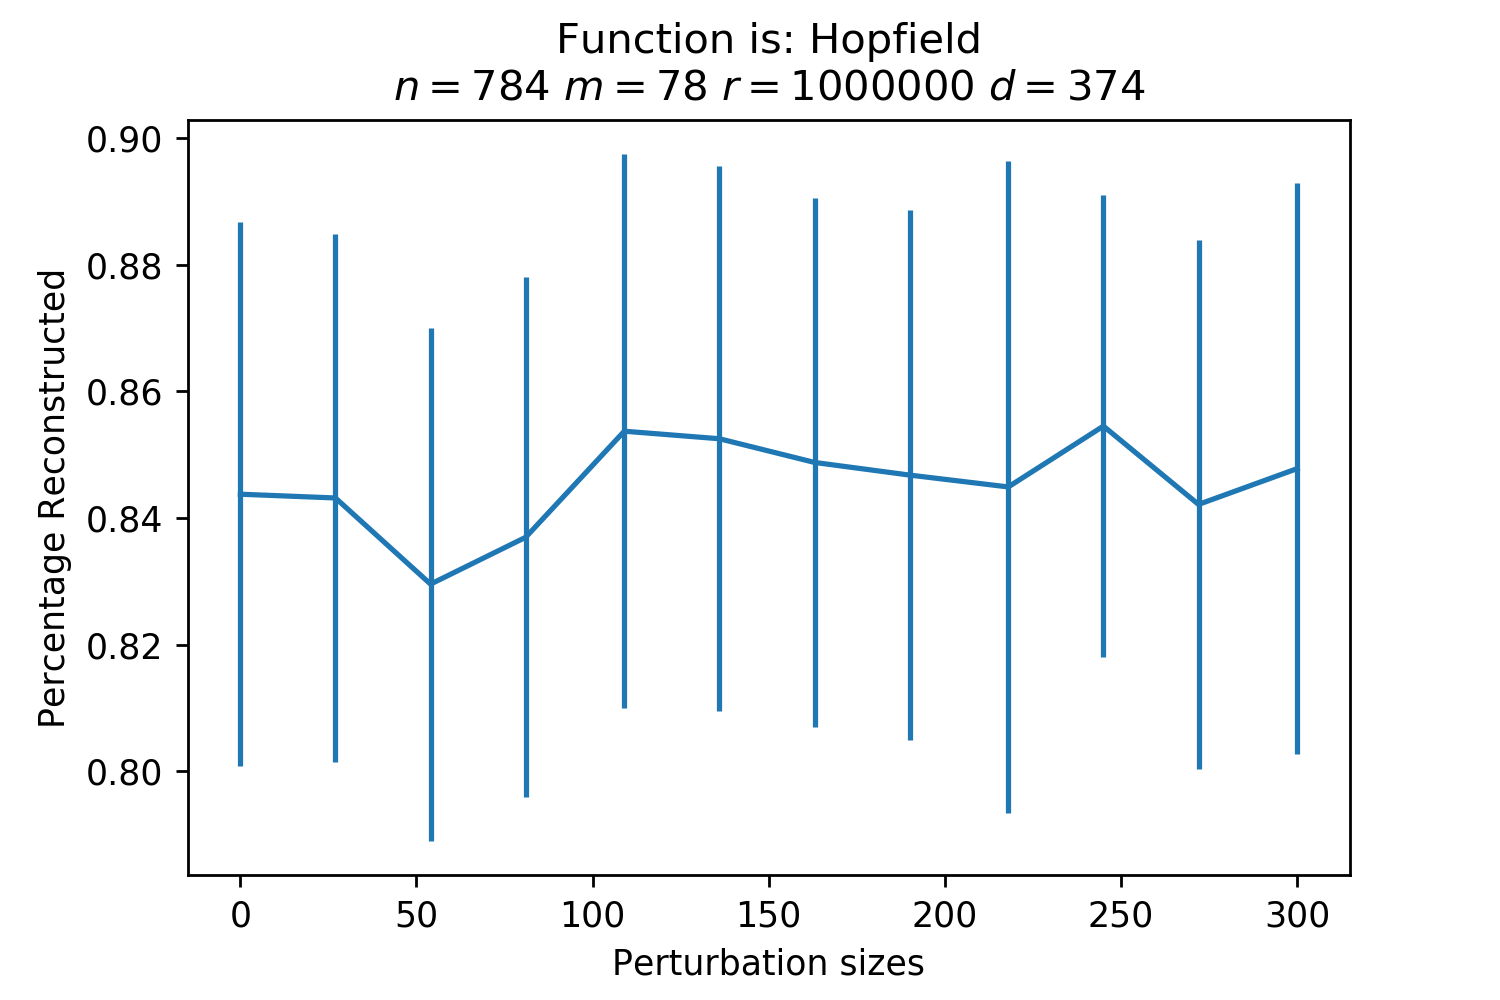 Function is: Hopfield
n = 784 m = 78 r = 1000000 d = 374
0.90
0.88
0.86
0.84
0.82
0.80
Percentage Reconstructed
0 50 100 150 200 250 300
Perturbation sizes